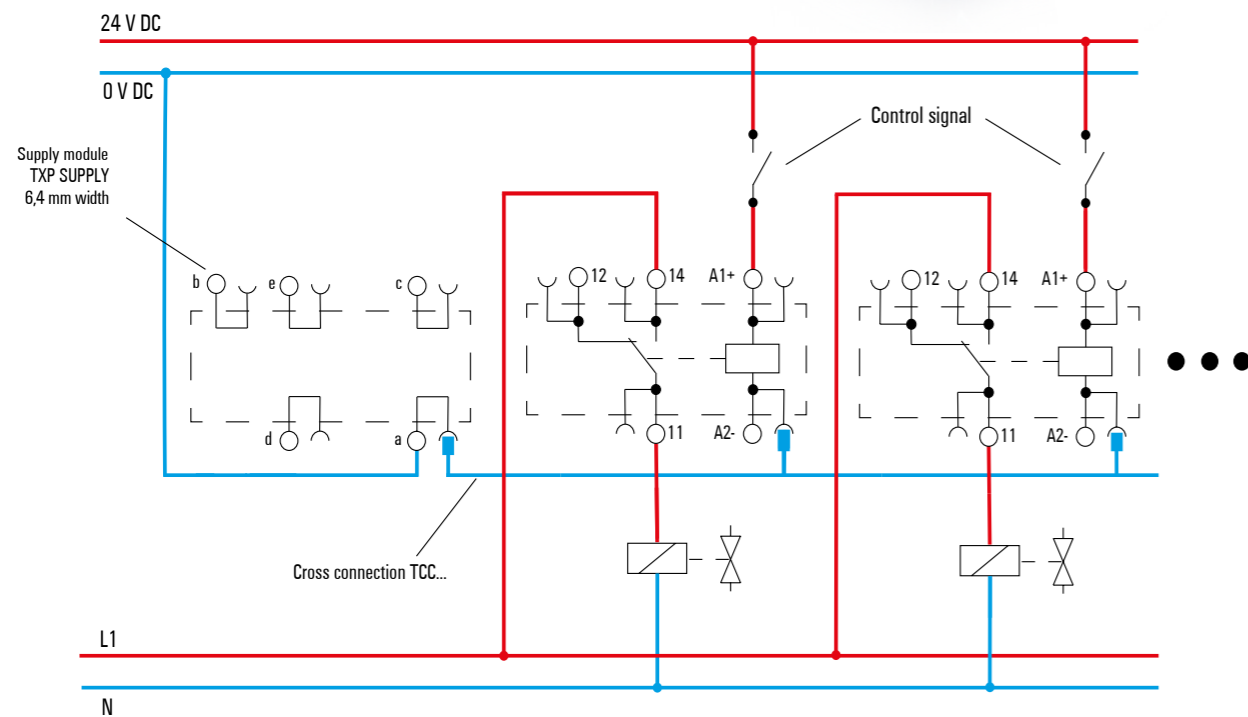 24 V DC
0 V DC
Control signal
Supply module
TXP SUPPLY
6,4 mm width
b
e
c
12
14
A1+
12
14
A1+
d
a
11
A2-
11
A2-
Cross connection TCC...
L1
N